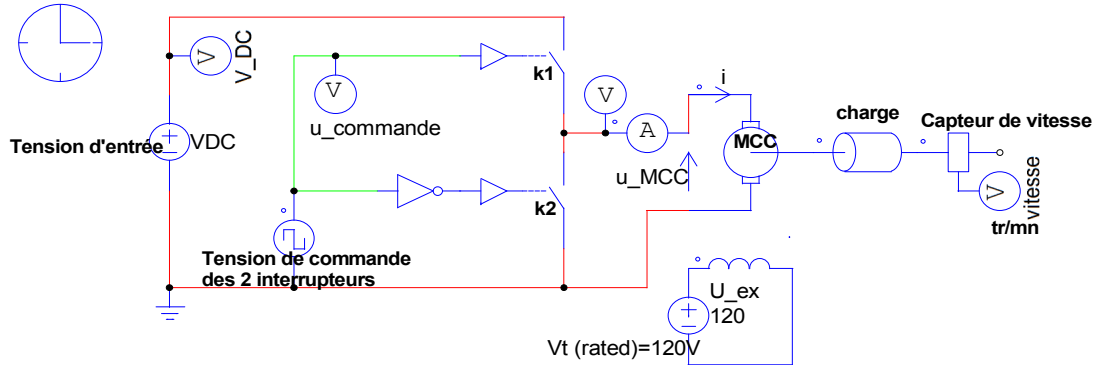 V
V_DC
k1
V
u_commande
V
i
A
charge
Capteur de vitesse
Tension d'entrée
VDC
MCC
u_MCC
k2
V
vitesse
tr/mn
Tension de commande
des 2 interrupteurs
U_ex
120
Vt (rated)=120V